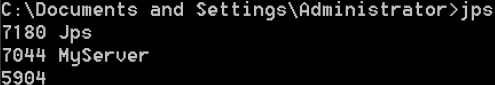 C:\Documents and Settings\Administrator>jps
7180 Jps
7044 MyServer
5904